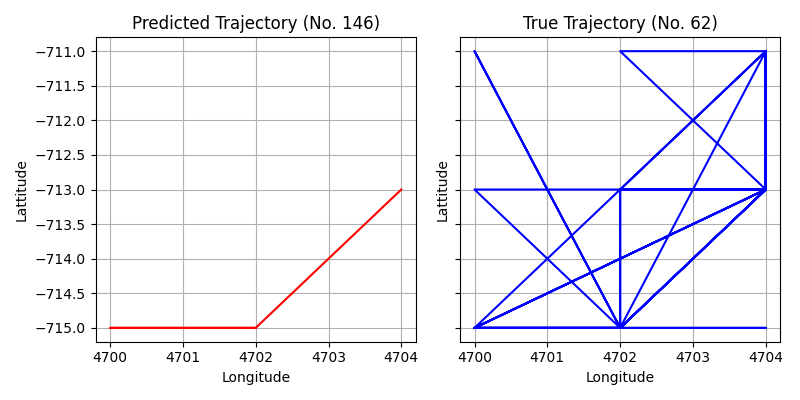 Predicted Trajectory (No. 146)
−711.0
−711.5
−712.0
−712.5
−713.0
−713.5
−714.0
−714.5
−715.0
Lattitude
4700 4701 4702 4703 4704
Longitude
True Trajectory (No. 62)
Lattitude
4700 4701 4702 4703 4704
Longitude